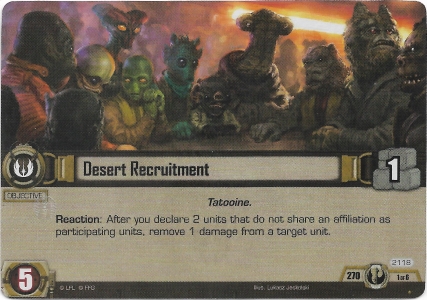 Desert Recruitment
1
OBJECTIVE
Tatooine.
Reaction: After you declare 2 units that do not share an affiliation as
participating units, remove 1 damage from a target unit.
2118
5
© LFL © FFG
Illus. Lukasz Jaskolski
270
1 of 6